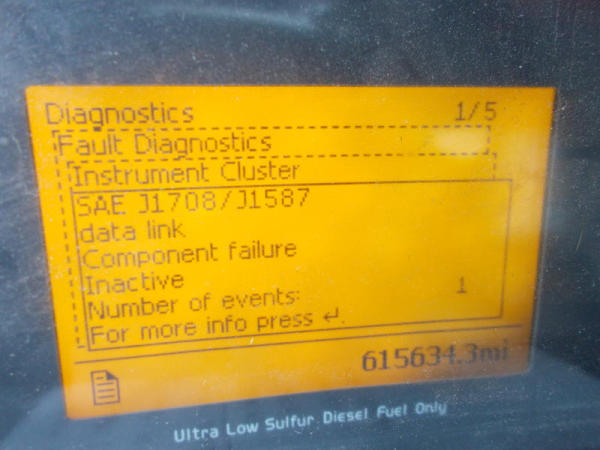 Diagnostics 1/5
Fault Diagnostics
Instrument Cluster
SAE J1708/J1587
data link
Component failure
Inactive
Number of events: 1
For more info press ↵.
615634.3mi
Ultra Low Sulfur Diesel Fuel Only